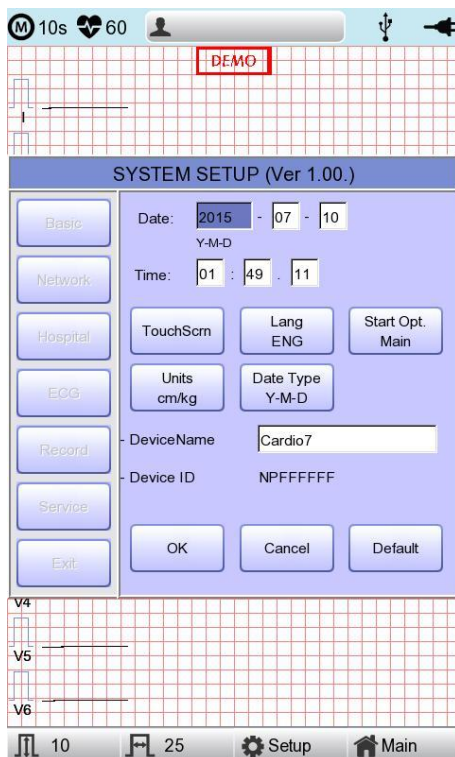 M 10s 60
DEMO
I
SYSTEM SETUP (Ver 1.00.)
Basic
Network
Hospital
ECG
Record
Service
Exit
Date: 2015 - 07 - 10
Y-M-D
Time: 01 : 49 . 11
TouchScrn
Lang
ENG
Start Opt.
Main
Units
cm/kg
Date Type
Y-M-D
- DeviceName Cardio7
- Device ID NPFFFFFF
OK Cancel Default
V4
V5
V6
10 25 Setup Main